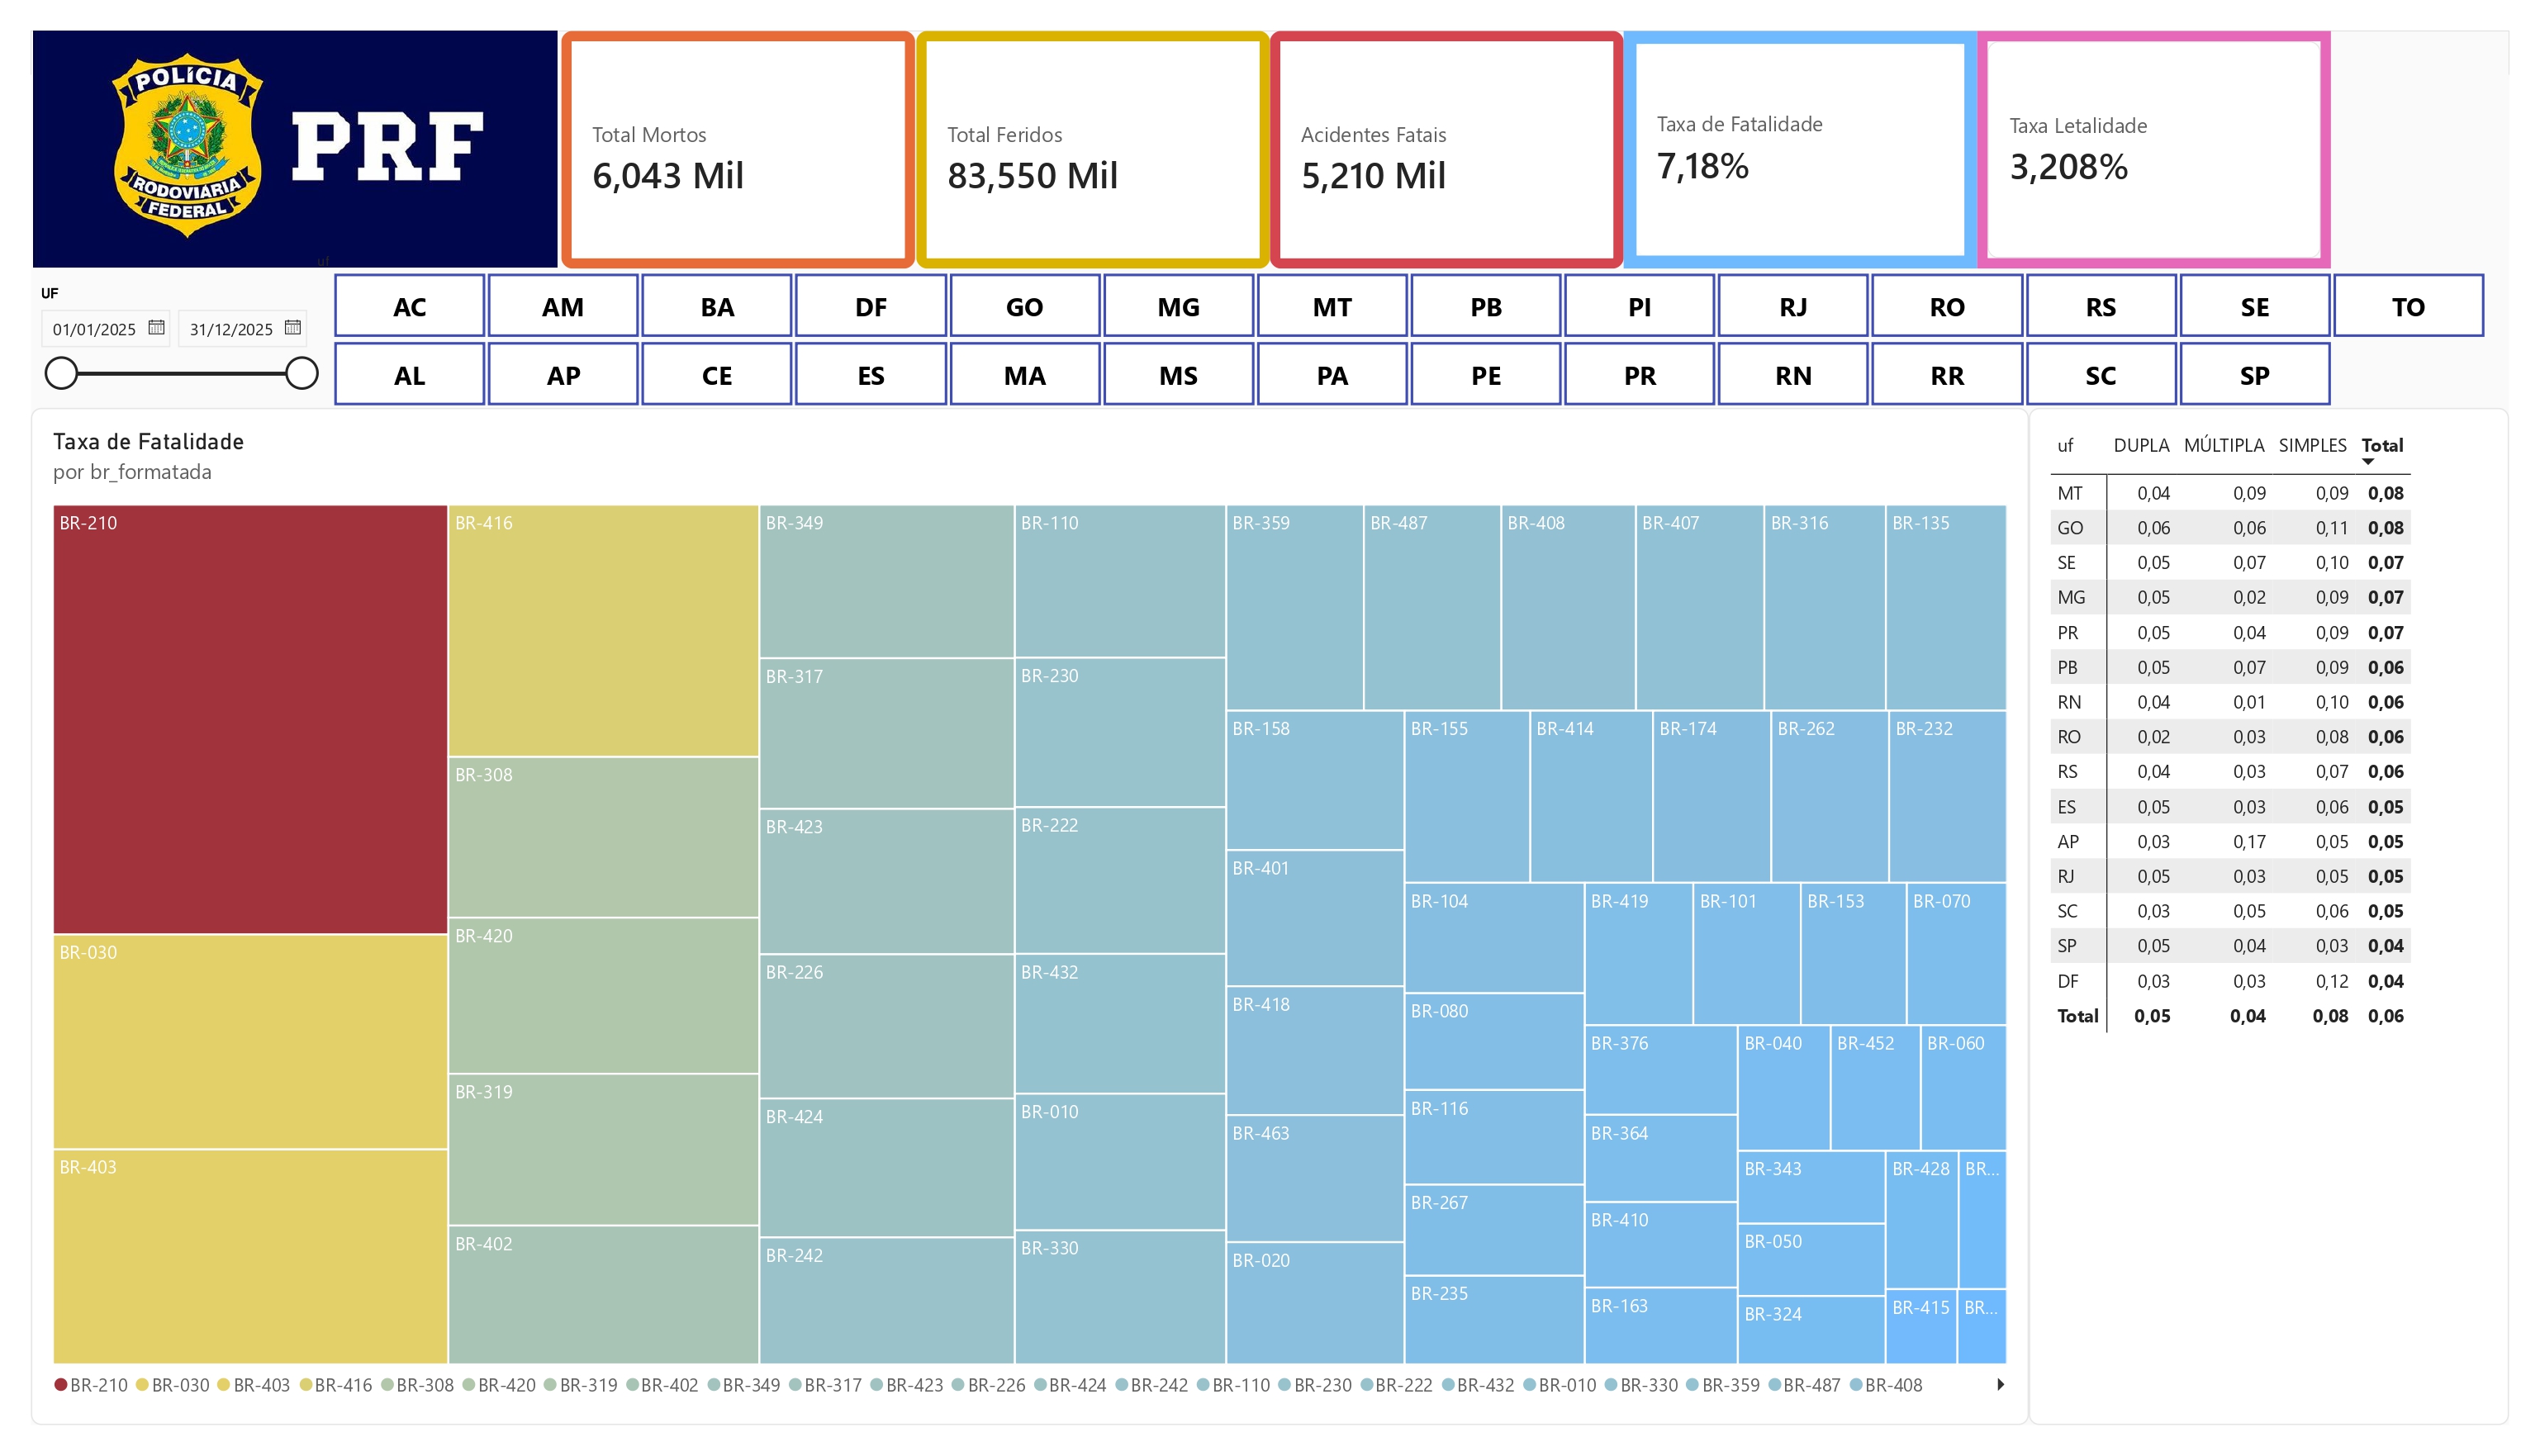 POLÍCIA
RODOVIÁRIA
FEDERAL
PRF
Total Mortos
6,043 Mil
Total Feridos
83,550 Mil
Acidentes Fatais
5,210 Mil
Taxa de Fatalidade
7,18%
Taxa Letalidade
3,208%
uf
UF
01/01/2025 31/12/2025
AC AM BA DF GO MG MT PB PI RJ RO RS SE TO
AL AP CE ES MA MS PA PE PR RN RR SC SP
Taxa de Fatalidade
por br_formatada
BR-210
BR-030
BR-403
BR-416
BR-308
BR-420
BR-319
BR-402
BR-349
BR-317
BR-423
BR-226
BR-424
BR-242
BR-110
BR-230
BR-222
BR-432
BR-010
BR-330
BR-359 BR-487 BR-408 BR-407 BR-316 BR-135
BR-158
BR-401
BR-418
BR-463
BR-020
BR-155 BR-414 BR-174 BR-262 BR-232
BR-104
BR-080
BR-116
BR-267
BR-235
BR-419 BR-101 BR-153 BR-070
BR-376
BR-364
BR-410
BR-163
BR-040 BR-452 BR-060
BR-343
BR-050
BR-324
BR-428 BR...
BR-415 BR...
BR-210 BR-030 BR-403 BR-416 BR-308 BR-420 BR-319 BR-402 BR-349 BR-317 BR-423 BR-226 BR-424 BR-242 BR-110 BR-230 BR-222 BR-432 BR-010 BR-330 BR-359 BR-487 BR-408
uf DUPLA MÚLTIPLA SIMPLES Total
MT 0,04 0,09 0,09 0,08
GO 0,06 0,06 0,11 0,08
SE 0,05 0,07 0,10 0,07
MG 0,05 0,02 0,09 0,07
PR 0,05 0,04 0,09 0,07
PB 0,05 0,07 0,09 0,06
RN 0,04 0,01 0,10 0,06
RO 0,02 0,03 0,08 0,06
RS 0,04 0,03 0,07 0,06
ES 0,05 0,03 0,06 0,05
AP 0,03 0,17 0,05 0,05
RJ 0,05 0,03 0,05 0,05
SC 0,03 0,05 0,06 0,05
SP 0,05 0,04 0,03 0,04
DF 0,03 0,03 0,12 0,04
Total 0,05 0,04 0,08 0,06